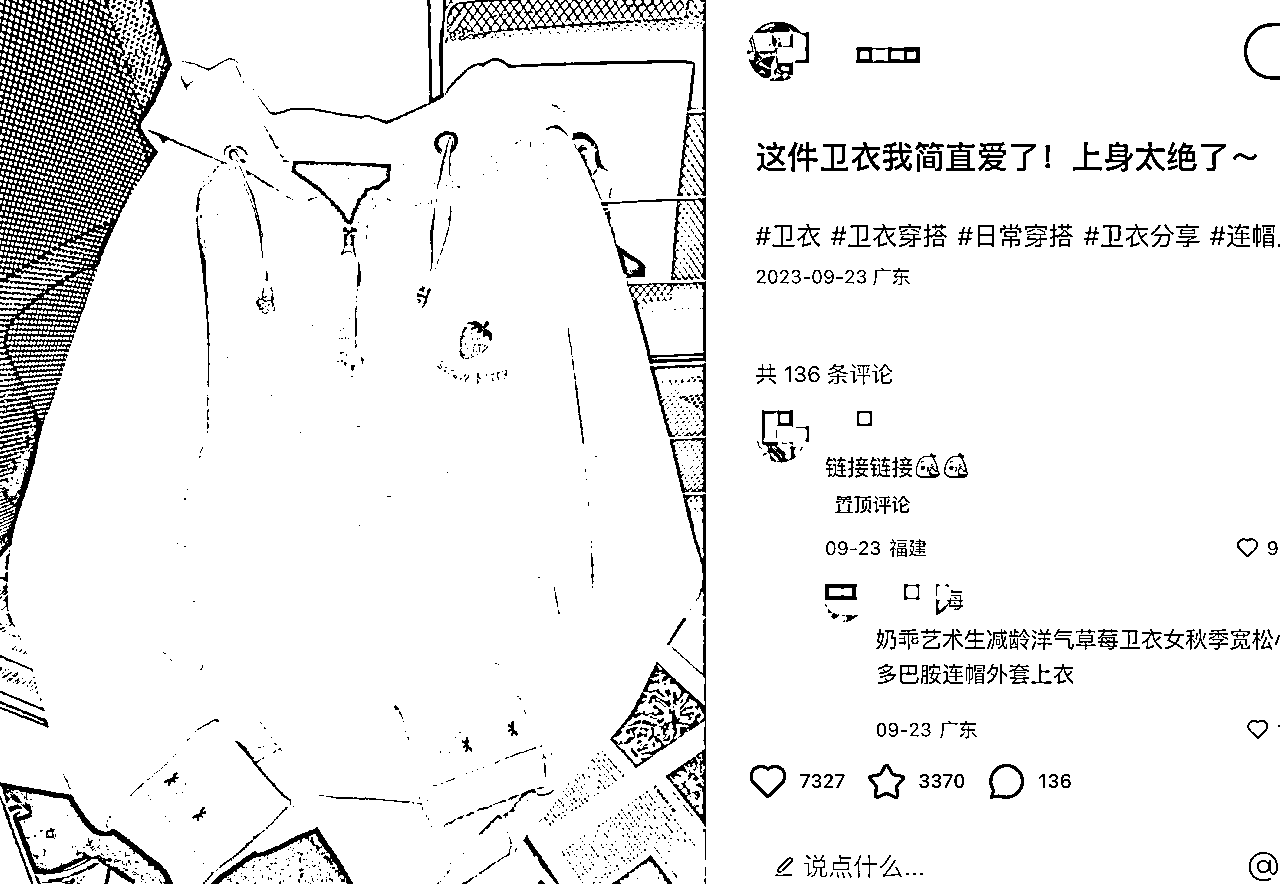 这件卫衣我简直爱了！上身太绝了～
#卫衣 #卫衣穿搭 #日常穿搭 #卫衣分享 #连帽
2023-09-23 广东
共 136 条评论
链接链接
置顶评论
09-23 福建
9
奶乖艺术生减龄洋气草莓卫衣女秋季宽松
多巴胺连帽外套上衣
09-23 广东
7327 3370 136
说点什么...
@